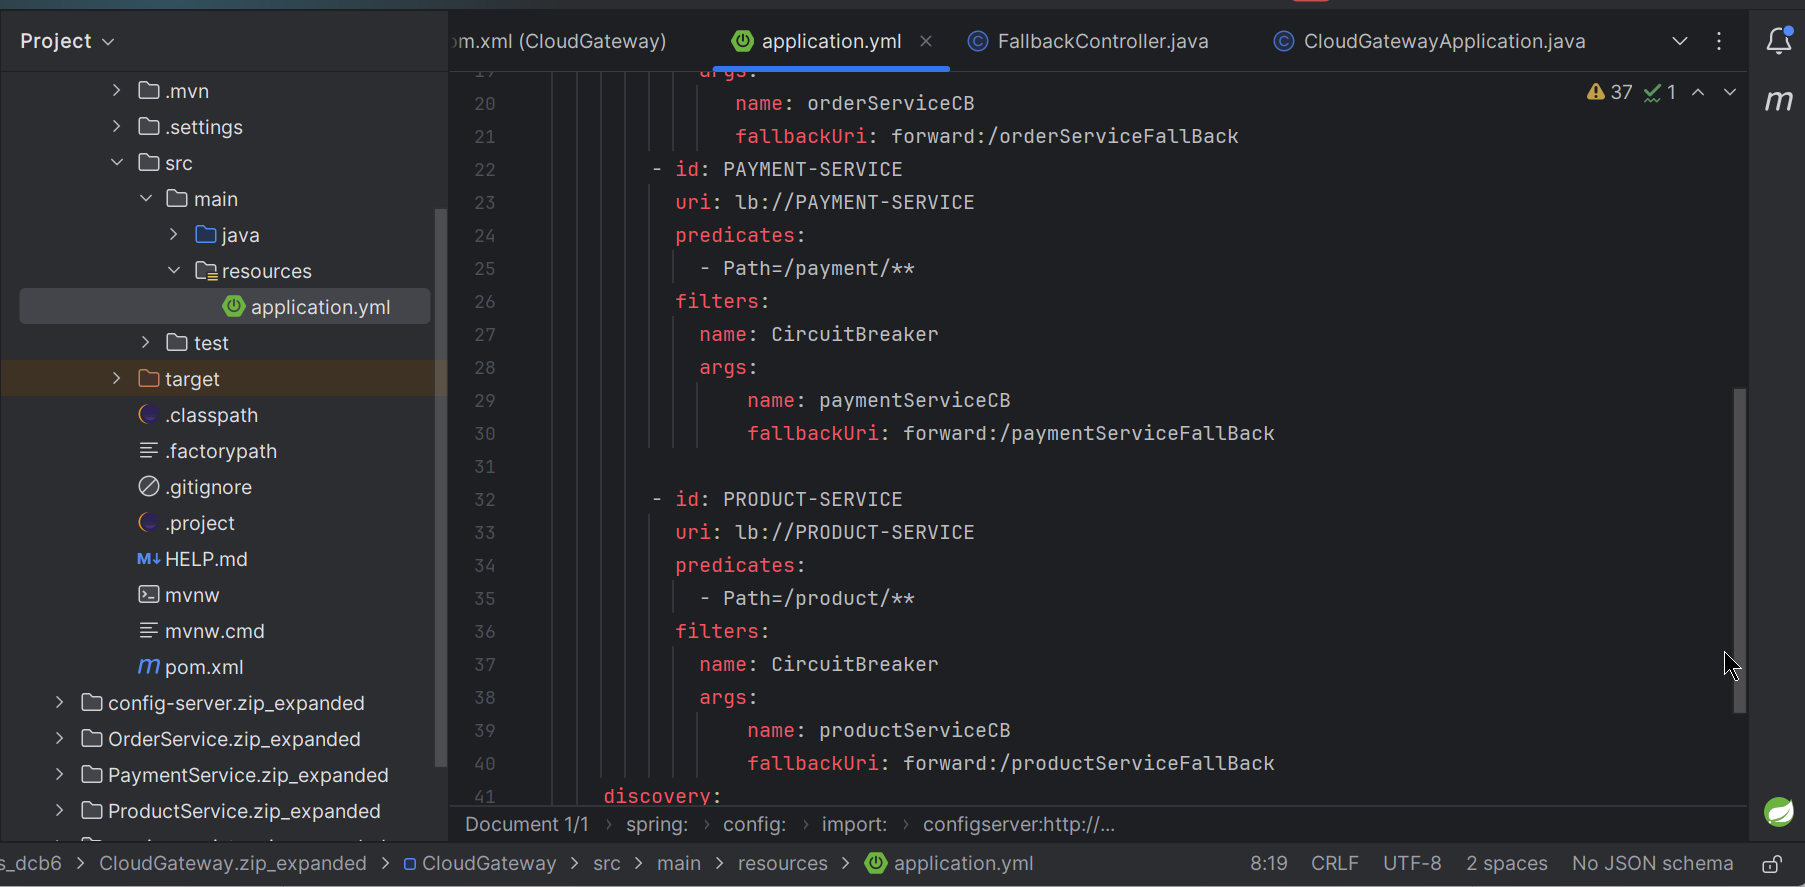 Project
om.xml (CloudGateway)
application.yml
FallbackController.java
CloudGatewayApplication.java
.mvn
.settings
src
main
java
resources
application.yml
test
target
.classpath
.factorypath
.gitignore
.project
M↓ HELP.md
mvnw
mvnw.cmd
m pom.xml
config-server.zip_expanded
OrderService.zip_expanded
PaymentService.zip_expanded
ProductService.zip_expanded
37 1
m
19 args:
20 name: orderServiceCB
21 fallbackUri: forward:/orderServiceFallBack
22 - id: PAYMENT-SERVICE
23 uri: lb://PAYMENT-SERVICE
24 predicates:
25 - Path=/payment/**
26 filters:
27 name: CircuitBreaker
28 args:
29 name: paymentServiceCB
30 fallbackUri: forward:/paymentServiceFallBack
31
32 - id: PRODUCT-SERVICE
33 uri: lb://PRODUCT-SERVICE
34 predicates:
35 - Path=/product/**
36 filters:
37 name: CircuitBreaker
38 args:
39 name: productServiceCB
40 fallbackUri: forward:/productServiceFallBack
41 discovery:
Document 1/1 › spring: › config: › import: › configserver:http://...
s_dcb6 > CloudGateway.zip_expanded > CloudGateway > src > main > resources > application.yml
8:19 CRLF UTF-8 2 spaces No JSON schema